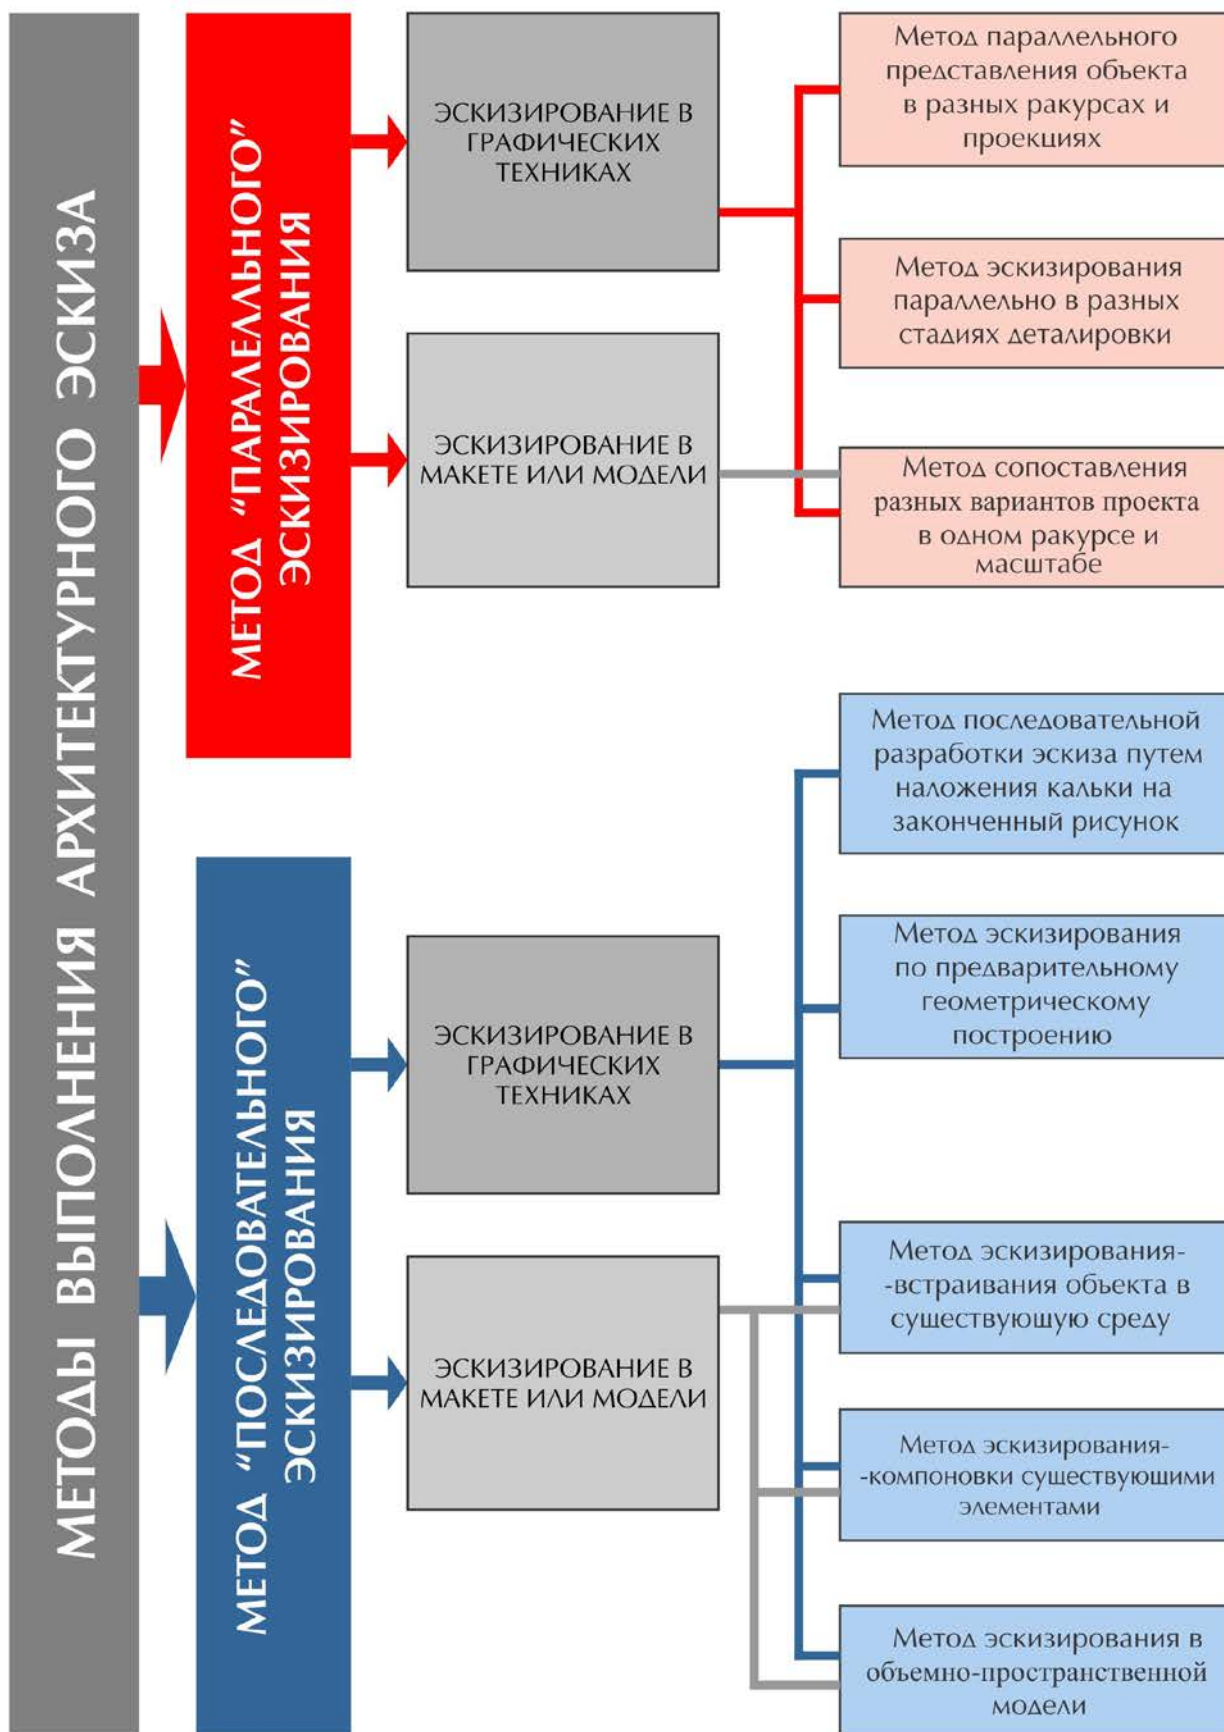 МЕТОДЫ ВЫПОЛНЕНИЯ АРХИТЕКТУРНОГО ЭСКИЗА
МЕТОД “ПАРАЛЕЛЛЬНОГО”
ЭСКИЗИРОВАНИЯ
ЭСКИЗИРОВАНИЕ В
ГРАФИЧЕСКИХ
ТЕХНИКАХ
ЭСКИЗИРОВАНИЕ В
МАКЕТЕ ИЛИ МОДЕЛИ
Метод параллельного
представления объекта
в разных ракурсах и
проекциях
Метод эскизирования
параллельно в разных
стадиях деталировки
Метод сопоставления
разных вариантов проекта
в одном ракурсе и
масштабе
МЕТОД “ПОСЛЕДОВАТЕЛЬНОГО”
ЭСКИЗИРОВАНИЯ
ЭСКИЗИРОВАНИЕ В
ГРАФИЧЕСКИХ
ТЕХНИКАХ
ЭСКИЗИРОВАНИЕ В
МАКЕТЕ ИЛИ МОДЕЛИ
Метод последовательной
разработки эскиза путем
наложения кальки на
законченный рисунок
Метод эскизирования
по предварительному
геометрическому
построению
Метод эскизирования-
-встраивания объекта в
существующую среду
Метод эскизирования-
-компоновки существующими
элементами
Метод эскизирования в
объемно-пространственной
модели